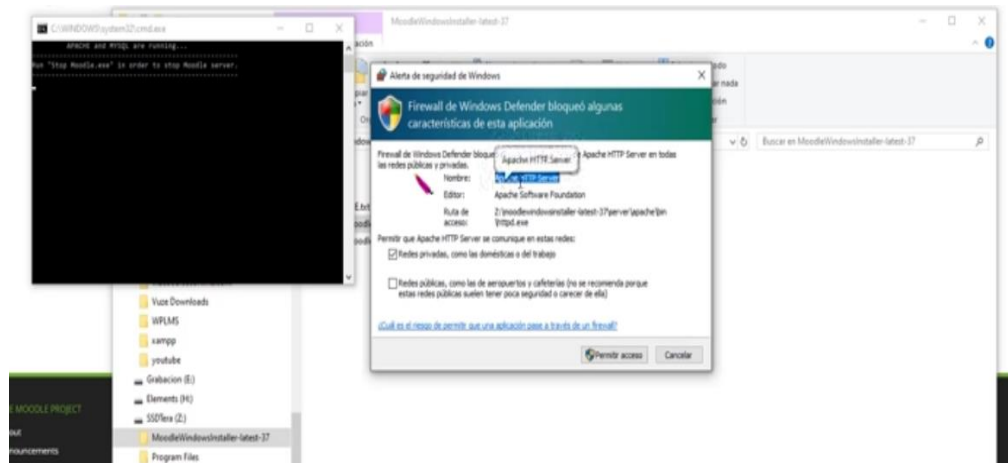 C:\WINDOWS\system32\cmd.exe
APACHE and MYSQL are running...
Run "Stop Moodle.exe" in order to stop Moodle server.
MoodleWindowsInstaller-latest-37
Buscar en MoodleWindowsInstaller-latest-37
Alerta de seguridad de Windows
Firewall de Windows Defender bloqueó algunas
características de esta aplicación
Firewall de Windows Defender Apache HTTP Server en todas
las redes públicas y privadas.
Apache HTTP Server
Nombre:
Apache HTTP Server
Editor:
Apache Software Foundation
Ruta de
acceso:
Z:\moodlewindowsinstaller-latest-37\server\apache\bin
\httpd.exe
Permitir que Apache HTTP Server se comunique en estas redes:
Redes privadas, como las domésticas o del trabajo
Redes públicas, como las de aeropuertos y cafeterías (no se recomienda porque
estas redes públicas suelen tener poca seguridad o carecer de ella)
¿Cuál es el riesgo de permitir que una aplicación pase a través de un firewall?
Permitir acceso
Cancelar
Vuze Downloads
WPLMS
xampp
youtube
Grabacion (E:)
Elements (H:)
SSDTera (Z:)
MoodleWindowsInstaller-latest-37
Program Files
MOODLE PROJECT